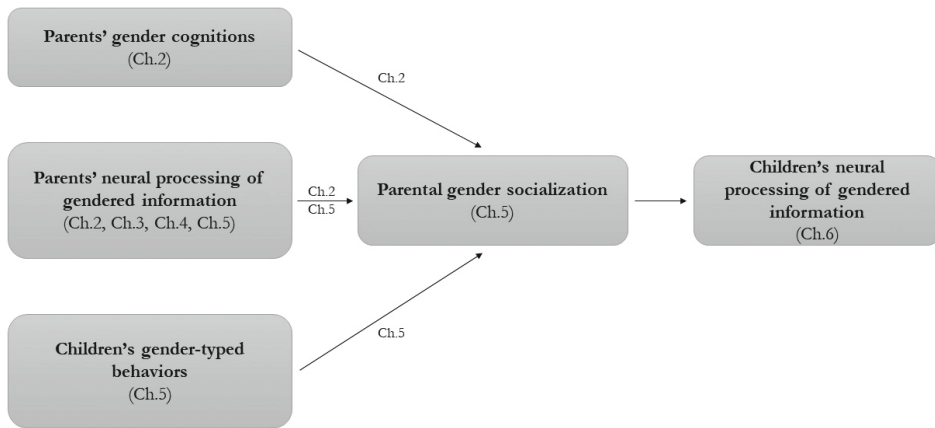 Parents’ gender cognitions
(Ch.2)
Ch.2
Parents’ neural processing of
gendered information
(Ch.2, Ch.3, Ch.4, Ch.5)
Ch.2
Ch.5
Parental gender socialization
(Ch.5)
Children’s neural
processing of gendered
information
(Ch.6)
Children’s gender-typed
behaviors
(Ch.5)
Ch.5